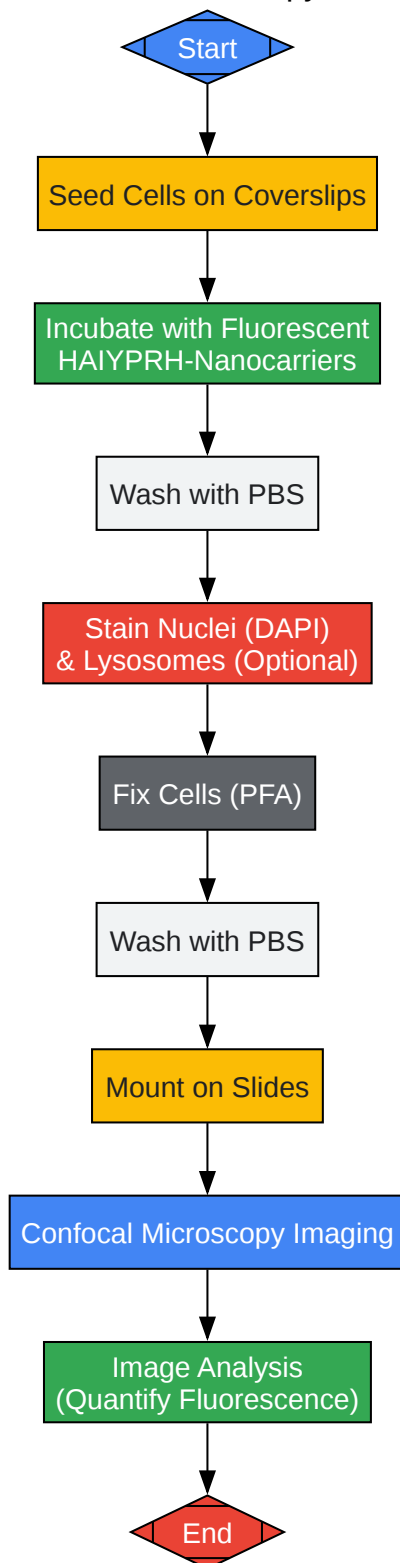 Start
Seed Cells on Coverslips
Incubate with Fluorescent
HAIYPRH-Nanocarriers
Wash with PBS
Stain Nuclei (DAPI)
& Lysosomes (Optional)
Fix Cells (PFA)
Wash with PBS
Mount on Slides
Confocal Microscopy Imaging
Image Analysis
(Quantify Fluorescence)
End